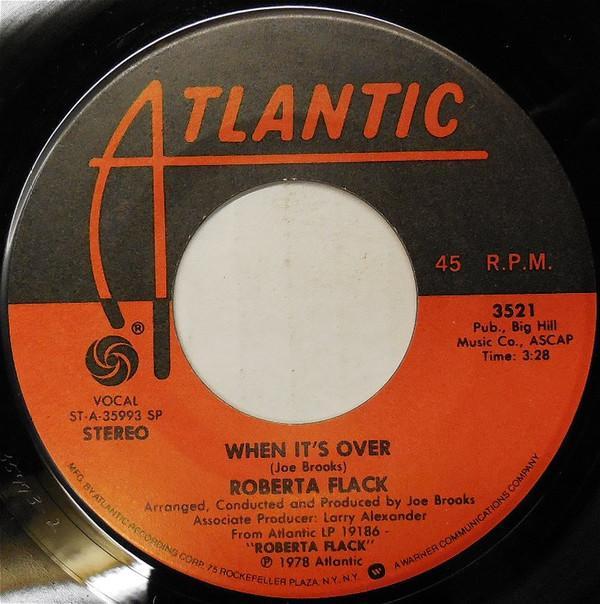 ATLANTIC
45 R.P.M.
®
3521
Pub., Big Hill
Music Co., ASCAP
Time: 3:28
VOCAL
ST-A-35993 SP
STEREO
WHEN IT'S OVER
(Joe Brooks)
ROBERTA FLACK
Arranged, Conducted and Produced by Joe Brooks
Associate Producer: Larry Alexander
From Atlantic LP 19186 -
"ROBERTA FLACK"
℗ 1978 Atlantic
MFG. BY ATLANTIC RECORDING CORP. 75 ROCKEFELLER PLAZA, N.Y. N.Y. W A WARNER COMMUNICATIONS COMPANY